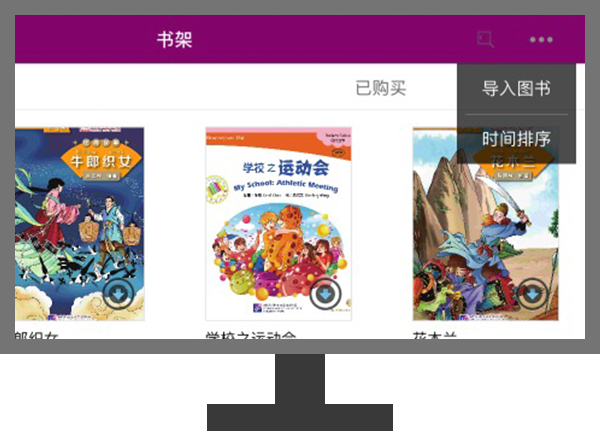 书架
已购买
导入图书
时间排序
牛郎织女
学校之运动会
My School: Athletic Meeting
花木兰
郎织女
学校之运动会
花木兰